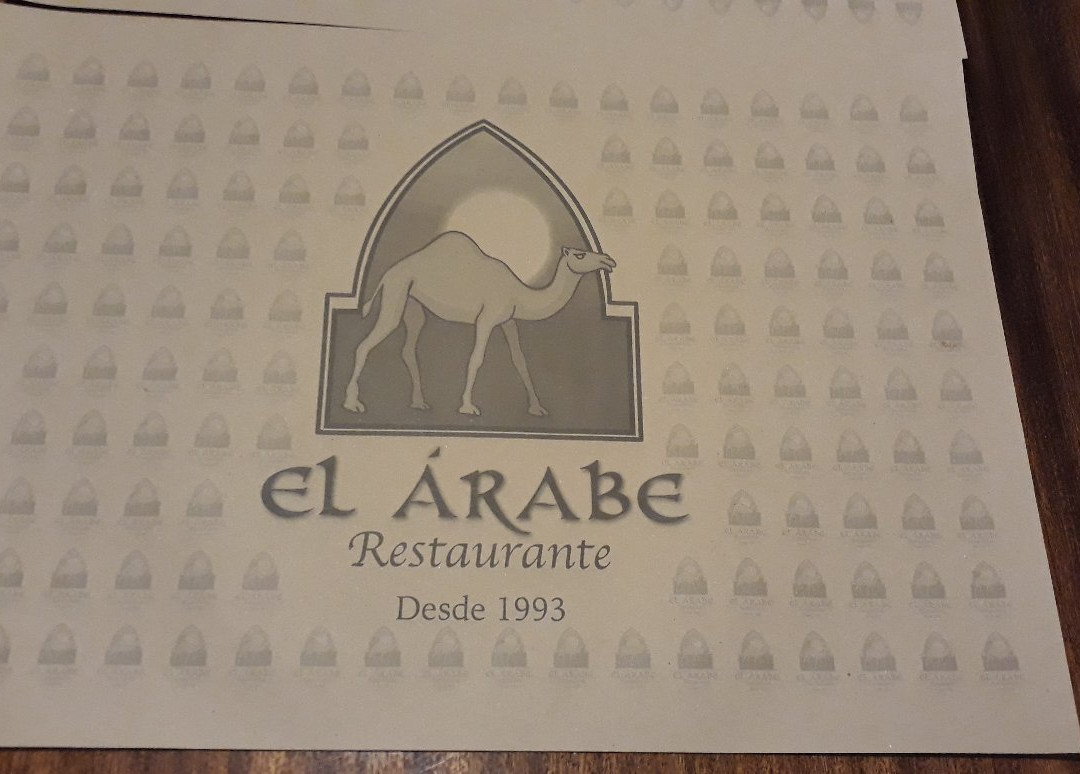 El Árabe
Restaurante
Desde 1993